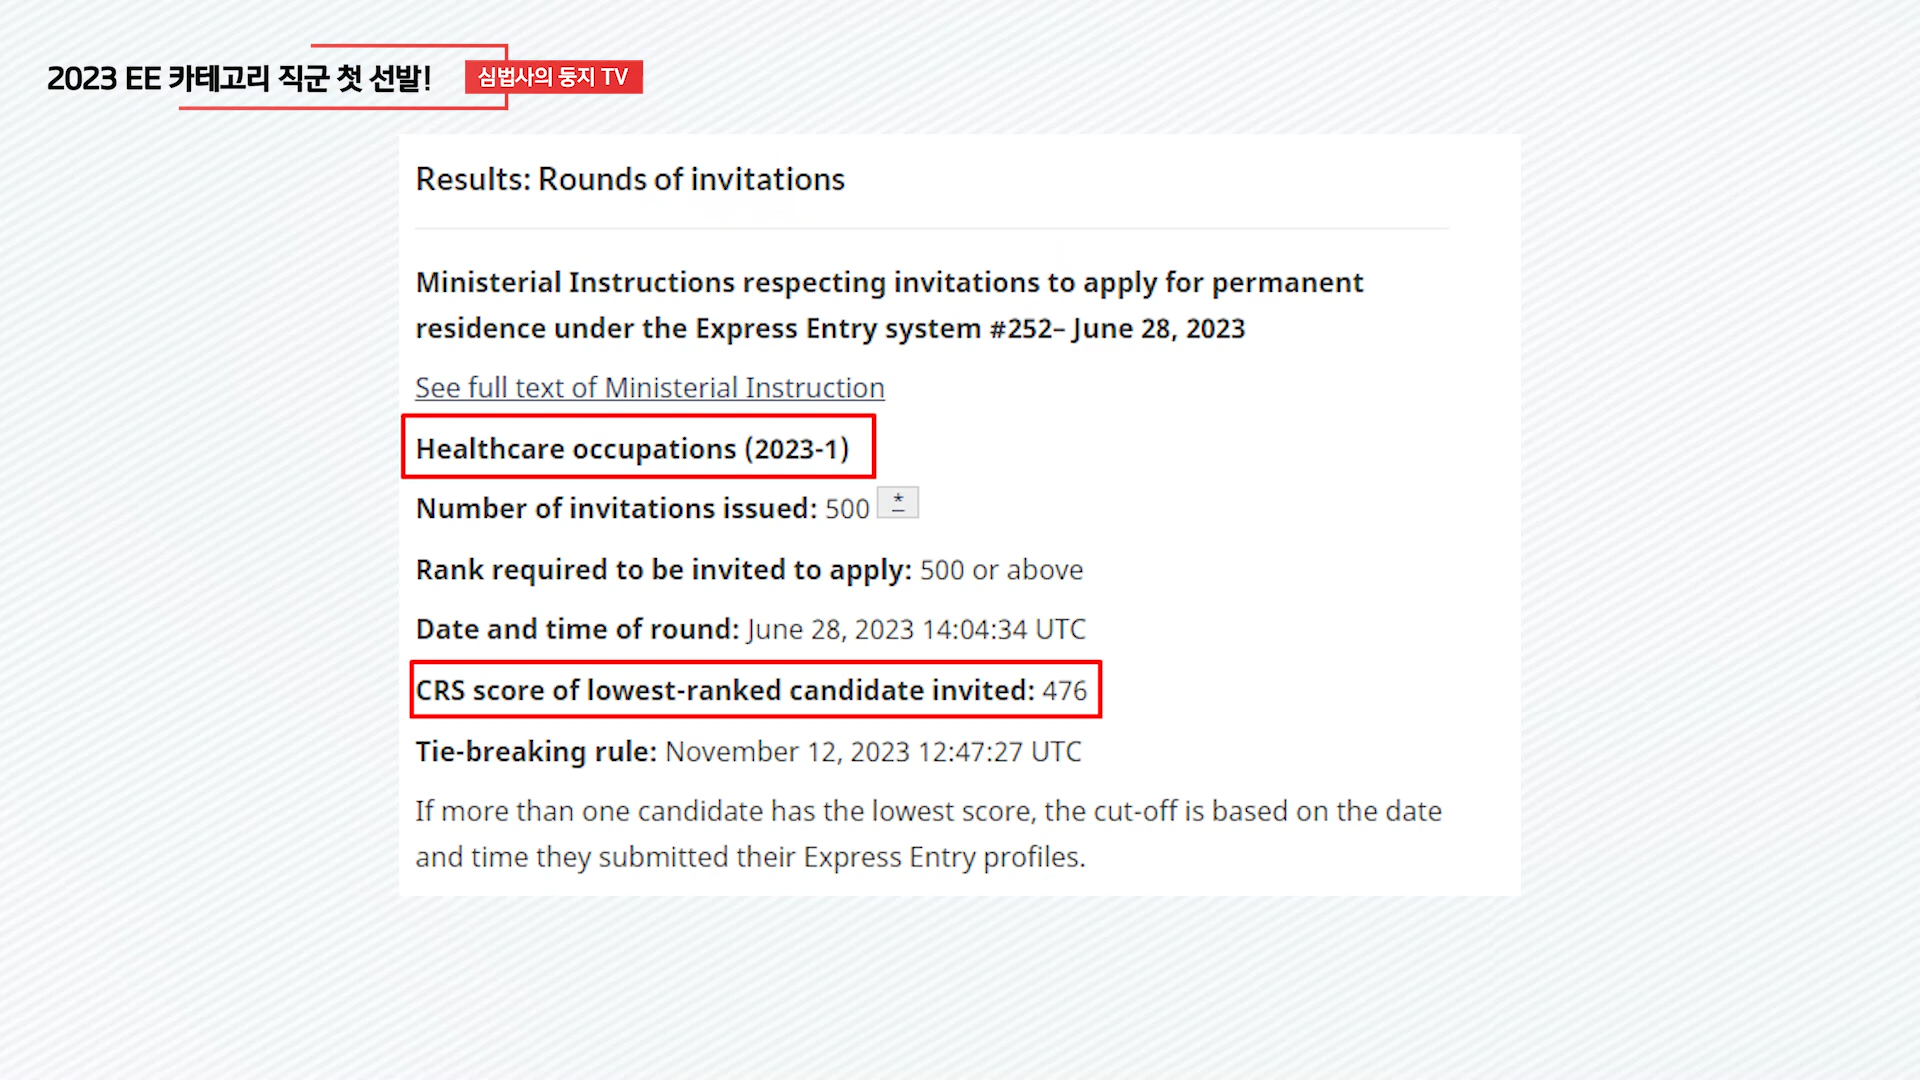 2023 EE 카테고리 직군 첫 선발!
심법사의 둥지 TV
Results: Rounds of invitations
Ministerial Instructions respecting invitations to apply for permanent
residence under the Express Entry system #252– June 28, 2023
See full text of Ministerial Instruction
Healthcare occupations (2023-1)
Number of invitations issued: 500 *
Rank required to be invited to apply: 500 or above
Date and time of round: June 28, 2023 14:04:34 UTC
CRS score of lowest-ranked candidate invited: 476
Tie-breaking rule: November 12, 2023 12:47:27 UTC
If more than one candidate has the lowest score, the cut-off is based on the date
and time they submitted their Express Entry profiles.